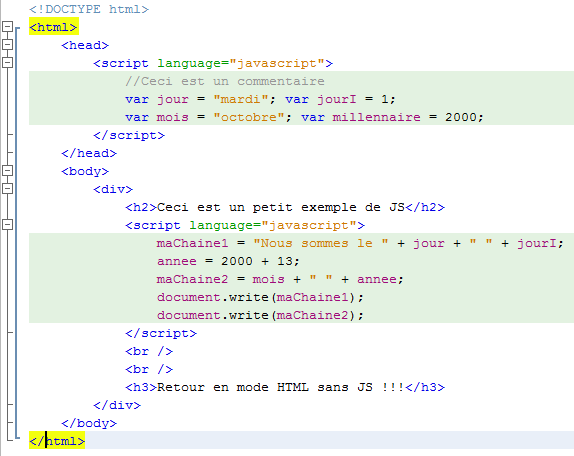 <!DOCTYPE html>
<html>
<head>
<script language="javascript">
//Ceci est un commentaire
var jour = "mardi"; var jourI = 1;
var mois = "octobre"; var millennaire = 2000;
</script>
</head>
<body>
<div>
<h2>Ceci est un petit exemple de JS</h2>
<script language="javascript">
maChaine1 = "Nous sommes le " + jour + " " + jourI;
annee = 2000 + 13;
maChaine2 = mois + " " + annee;
document.write(maChaine1);
document.write(maChaine2);
</script>
<br />
<br />
<h3>Retour en mode HTML sans JS !!!</h3>
</div>
</body>
</html>